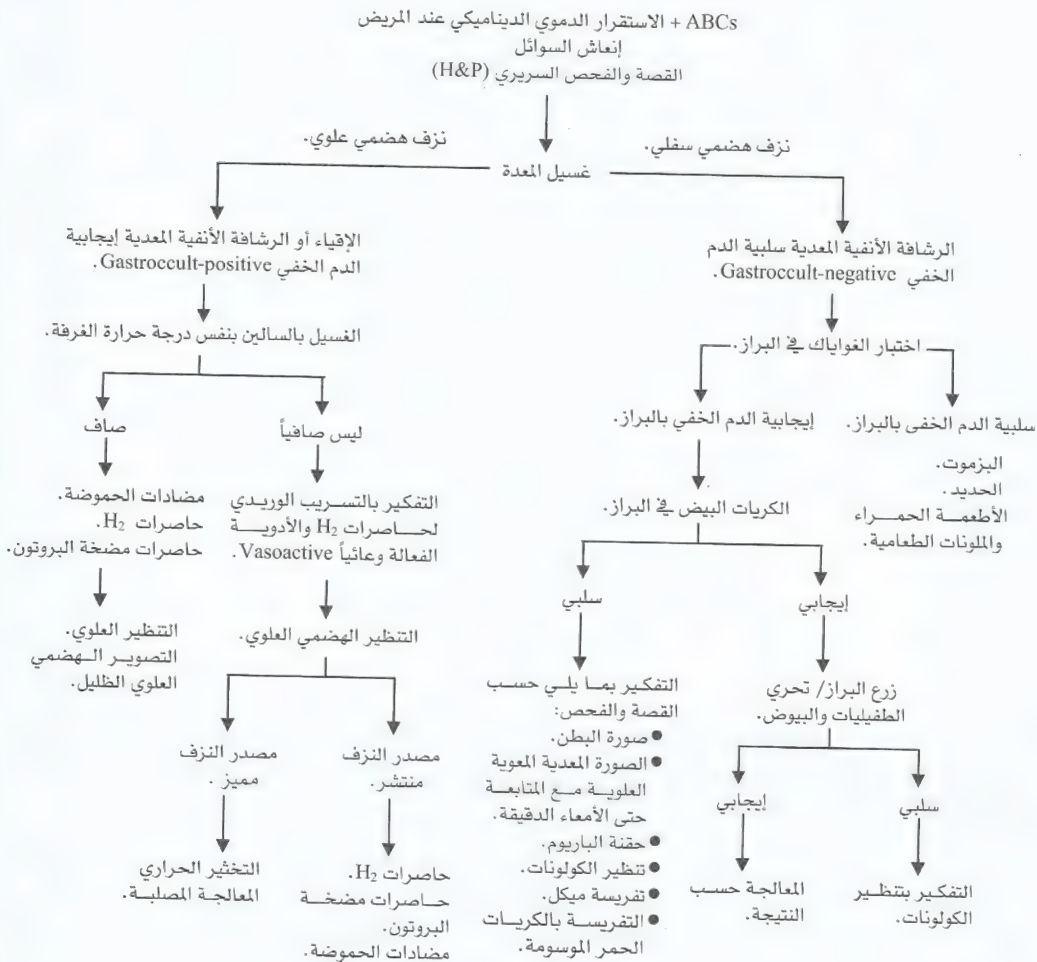 ABCs + الاستقرار الدموي الديناميكي عند المريض
إنعاش السوائل
القصة والفحص السريري (H&P)
نزف هضمي سفلي.
نزف هضمي علوي.
غسيل المعدة
الرشافة الأنفية المعدية سلبية الدم
الخفي Gastroccult-negative.
اختبار الغواياك في البراز.
سلبية الدم الخفي بالبراز.
البزموت.
الحديد.
الأطعمة الحمراء
والملونات الطعامية.
إيجابية الدم الخفي بالبراز.
الكريات البيض في البراز.
إيجابي
سلبي
زرع البراز/ تحري
الطفيليات والبيوض.
سلبي
إيجابي
التفكير بتنظير
الكولونات.
المعالجة حسب
النتيجة.
التفكير بما يلي حسب
القصة والفحص:
● صورة البطن.
● الصورة المعدية المعوية
العلوية مع المتابعة
حتى الأمعاء الدقيقة.
● حقنة الباريوم.
● تنظير الكولونات.
● تفريسة ميكل.
● التفريسة بالكريات
الحمر الموسومة.
الإقياء أو الرشافة الأنفية المعدية إيجابية
الدم الخفي Gastroccult-positive.
الغسيل بالسالين بنفس درجة حرارة الغرفة.
ليس صافياً
صاف
التفكير بالتسريب الوريدي
لحاصرات H₂ والأدوية
الفعالة وعائياً Vasoactive.
التنظير الهضمي العلوي.
مصدر النزف
منتشر.
مصدر النزف
مميز.
حاصرات H₂.
حاصرات مضخة
البروتون.
مضادات الحموضة.
التخثير الحراري
المعالجة المصلبة.
مضادات الحموضة.
حاصرات H₂.
حاصرات مضخة البروتون.
التنظير العلوي.
التصوير الهضمي
العلوي الظليل.